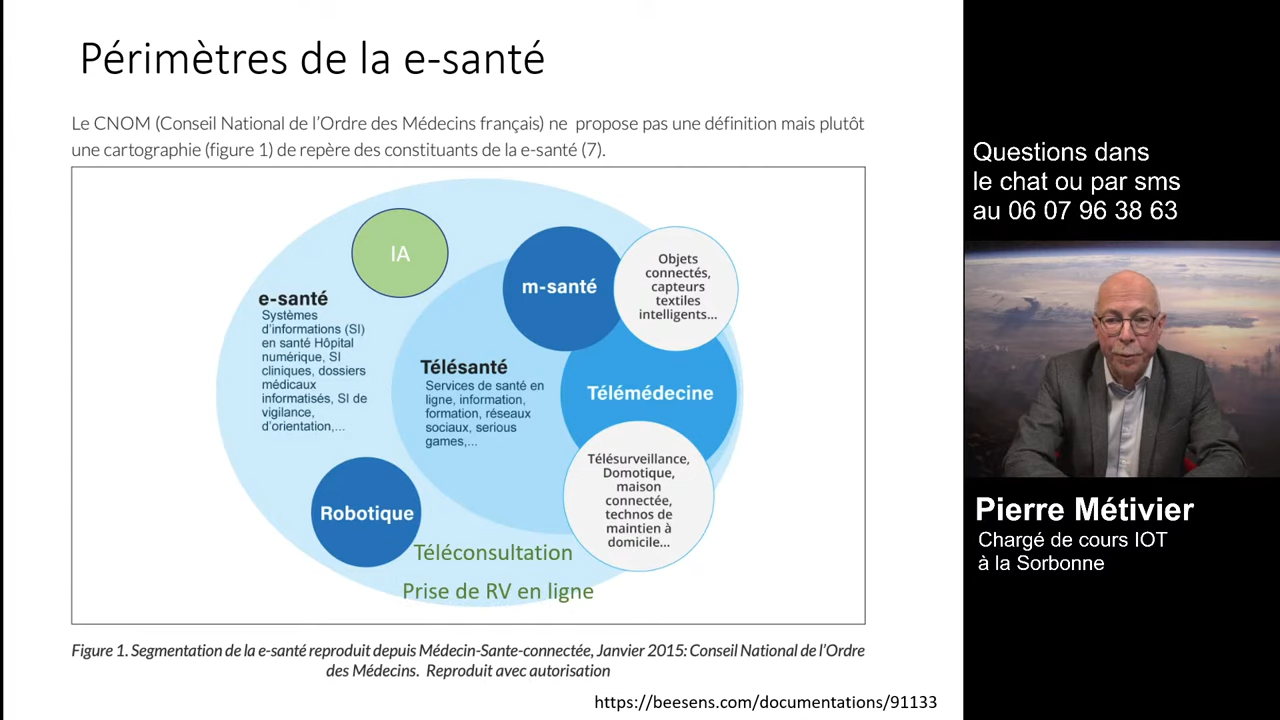 Périmètres de la e-santé
Le CNOM (Conseil National de l'Ordre des Médecins français) ne propose pas une définition mais plutôt
une cartographie (figure 1) de repère des constituants de la e-santé (7).
IA
e-santé
Systèmes
d'informations (SI)
en santé Hôpital
numérique, SI
cliniques, dossiers
médicaux
informatisés, SI de
vigilance,
d'orientation,...
Télésanté
Services de santé en
ligne, information,
formation, réseaux
sociaux, serious
games,...
m-santé
Objets
connectés,
capteurs
textiles
intelligents...
Télémédecine
Télésurveillance,
Domotique,
maison
connectée,
technos de
maintien à
domicile...
Robotique
Téléconsultation
Prise de RV en ligne
Figure 1. Segmentation de la e-santé reproduit depuis Médecin-Sante-connectée, Janvier 2015: Conseil National de l'Ordre
des Médecins. Reproduit avec autorisation
https://beesens.com/documentations/91133
Questions dans
le chat ou par sms
au 06 07 96 38 63
Pierre Métivier
Chargé de cours IOT
à la Sorbonne